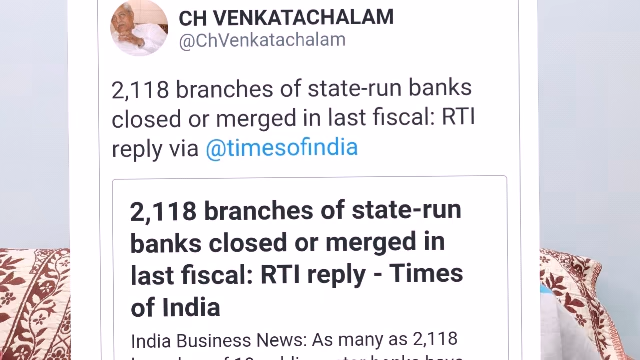 CH VENKATACHALAM
@ChVenkatachalam
2,118 branches of state-run banks
closed or merged in last fiscal: RTI
reply via @timesofindia
2,118 branches of state-run
banks closed or merged in
last fiscal: RTI reply - Times
of India
India Business News: As many as 2,118